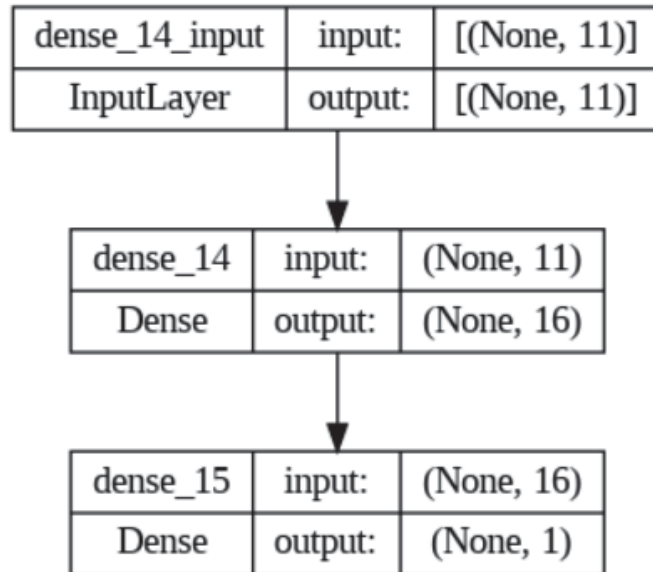 dense_14_input input: [(None, 11)]
InputLayer output: [(None, 11)]
dense_14 input: (None, 11)
Dense output: (None, 16)
dense_15 input: (None, 16)
Dense output: (None, 1)